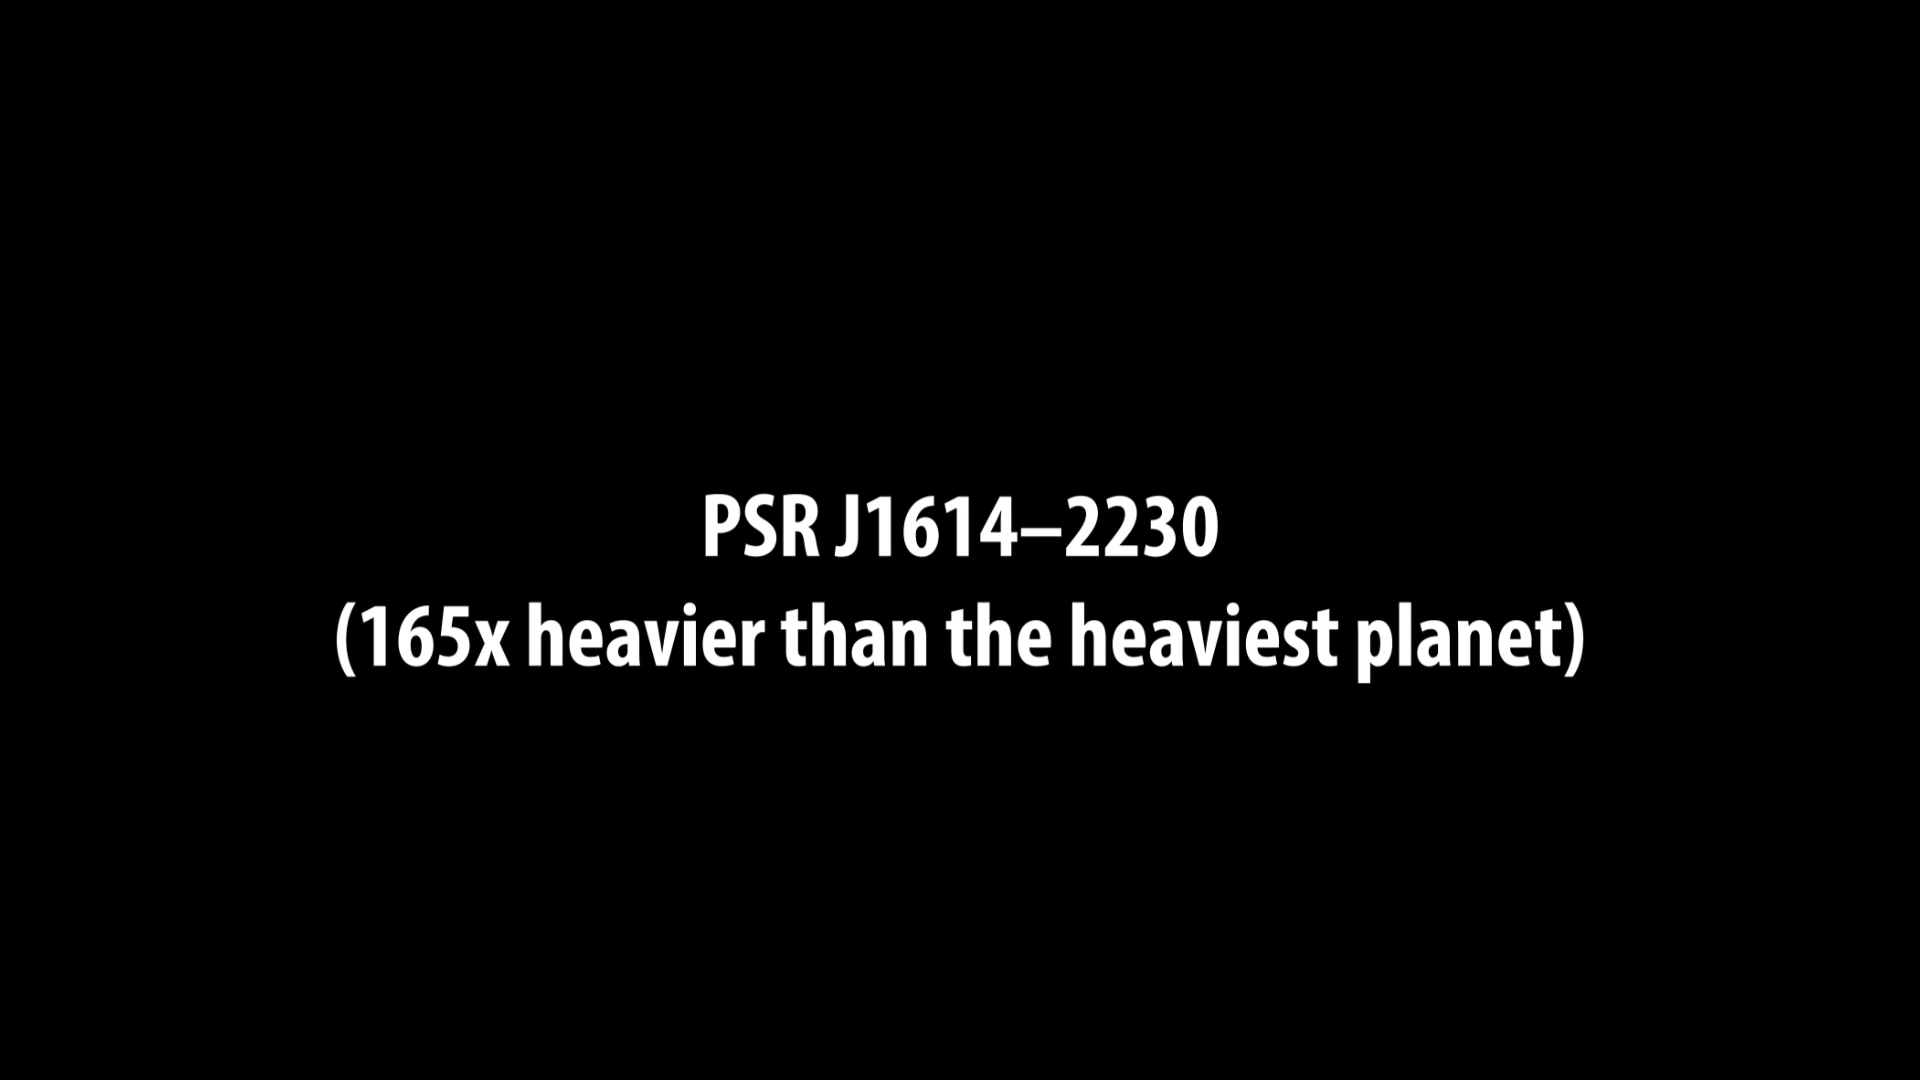 PSR J1614–2230
(165x heavier than the heaviest planet)